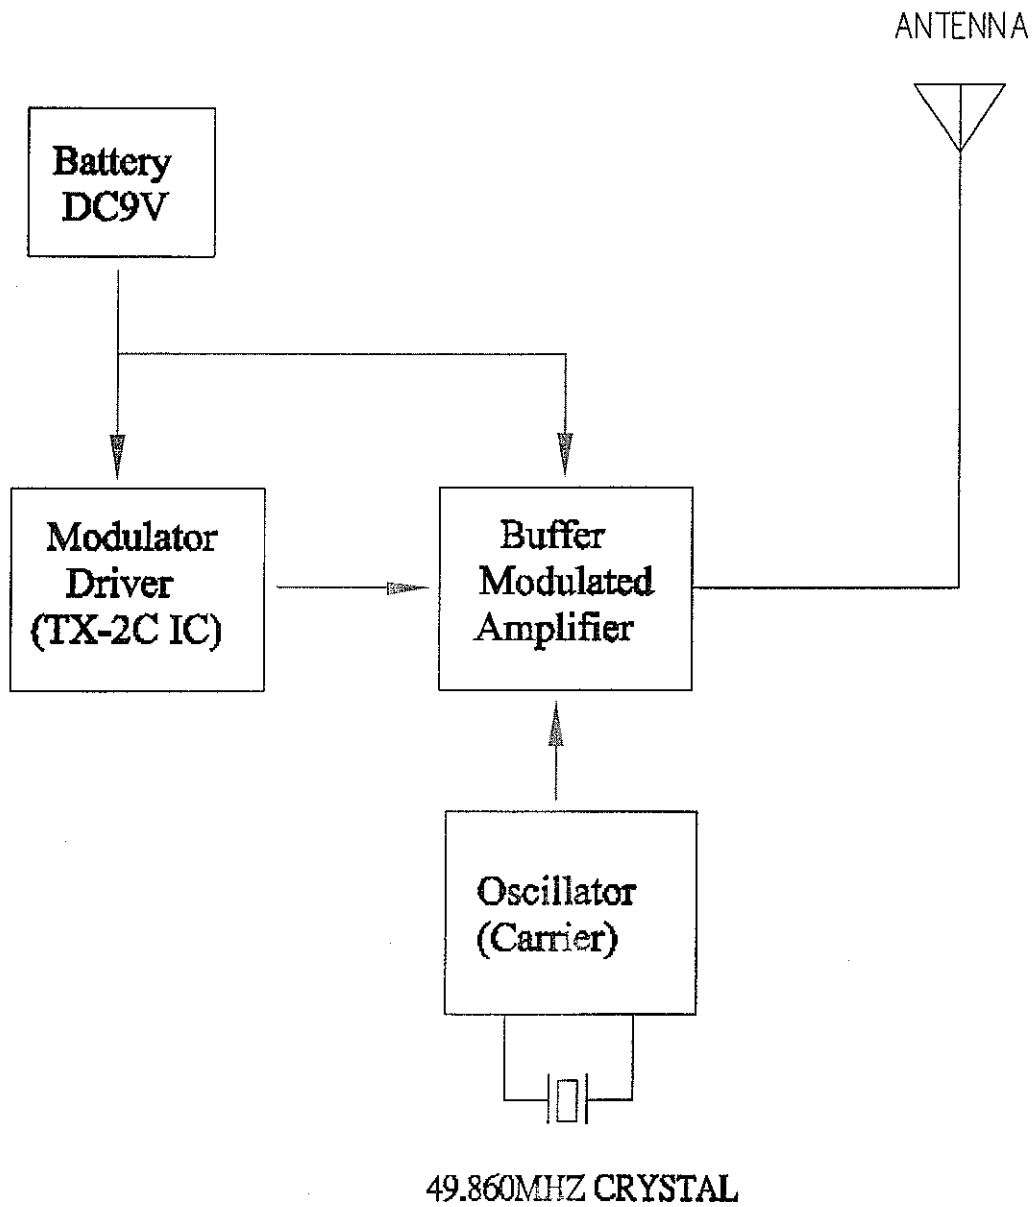 ANTENNA
Battery
DC9V
Modulator
Driver
(TX-2C IC)
Buffer
Modulated
Amplifier
Oscillator
(Carrier)
49.860MHZ CRYSTAL